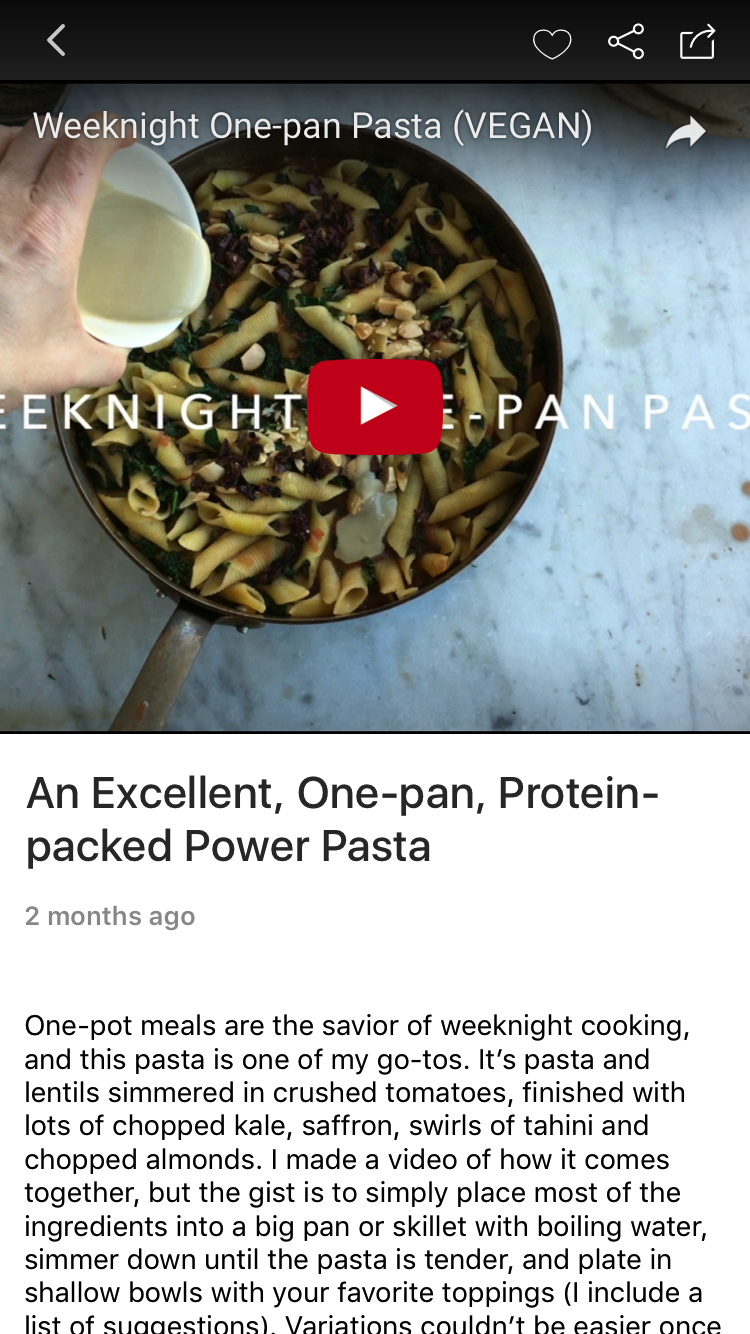 Weeknight One-pan Pasta (VEGAN)
EEKNIGHT E-PAN PAS
An Excellent, One-pan, Protein-
packed Power Pasta
2 months ago
One-pot meals are the savior of weeknight cooking,
and this pasta is one of my go-tos. It’s pasta and
lentils simmered in crushed tomatoes, finished with
lots of chopped kale, saffron, swirls of tahini and
chopped almonds. I made a video of how it comes
together, but the gist is to simply place most of the
ingredients into a big pan or skillet with boiling water,
simmer down until the pasta is tender, and plate in
shallow bowls with your favorite toppings (I include a
list of suggestions). Variations couldn’t be easier once